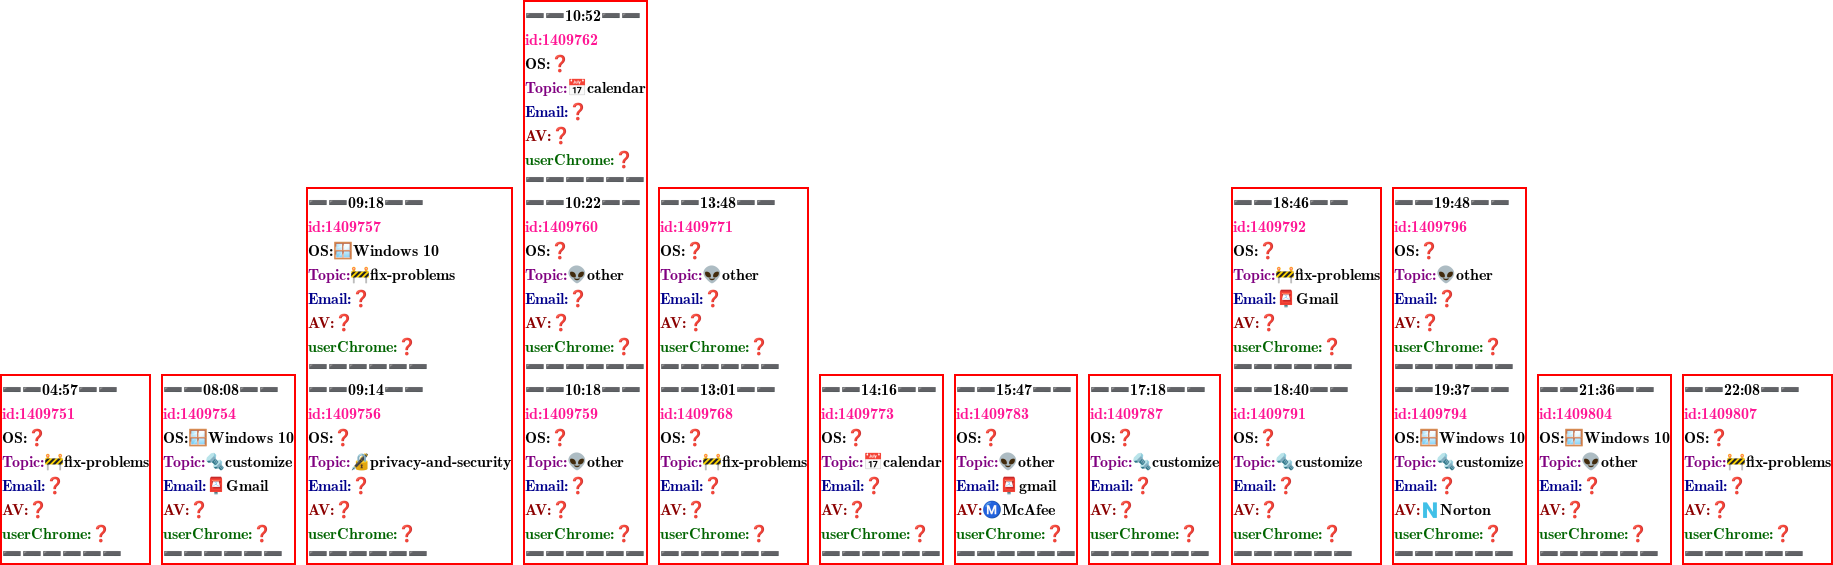 ➖➖04:57➖➖
id:1409751
OS:❓
Topic:🚧fix-problems
Email:❓
AV:❓
userChrome:❓
➖➖➖➖➖➖
➖➖08:08➖➖
id:1409754
OS:🪟Windows 10
Topic:🔩customize
Email:📮Gmail
AV:❓
userChrome:❓
➖➖➖➖➖➖
➖➖09:18➖➖
id:1409757
OS:🪟Windows 10
Topic:🚧fix-problems
Email:❓
AV:❓
userChrome:❓
➖➖➖➖➖➖
➖➖09:14➖➖
id:1409756
OS:❓
Topic:🔏privacy-and-security
Email:❓
AV:❓
userChrome:❓
➖➖➖➖➖➖
➖➖10:52➖➖
id:1409762
OS:❓
Topic:📅calendar
Email:❓
AV:❓
userChrome:❓
➖➖➖➖➖➖
➖➖10:22➖➖
id:1409760
OS:❓
Topic:👽other
Email:❓
AV:❓
userChrome:❓
➖➖➖➖➖➖
➖➖10:18➖➖
id:1409759
OS:❓
Topic:👽other
Email:❓
AV:❓
userChrome:❓
➖➖➖➖➖➖
➖➖13:48➖➖
id:1409771
OS:❓
Topic:👽other
Email:❓
AV:❓
userChrome:❓
➖➖➖➖➖➖
➖➖13:01➖➖
id:1409768
OS:❓
Topic:🚧fix-problems
Email:❓
AV:❓
userChrome:❓
➖➖➖➖➖➖
➖➖14:16➖➖
id:1409773
OS:❓
Topic:📅calendar
Email:❓
AV:❓
userChrome:❓
➖➖➖➖➖➖
➖➖15:47➖➖
id:1409783
OS:❓
Topic:👽other
Email:📮gmail
AV:Ⓜ️McAfee
userChrome:❓
➖➖➖➖➖➖
➖➖17:18➖➖
id:1409787
OS:❓
Topic:🔩customize
Email:❓
AV:❓
userChrome:❓
➖➖➖➖➖➖
➖➖18:46➖➖
id:1409792
OS:❓
Topic:🚧fix-problems
Email:📮Gmail
AV:❓
userChrome:❓
➖➖➖➖➖➖
➖➖18:40➖➖
id:1409791
OS:❓
Topic:🔩customize
Email:❓
AV:❓
userChrome:❓
➖➖➖➖➖➖
➖➖19:48➖➖
id:1409796
OS:❓
Topic:👽other
Email:❓
AV:❓
userChrome:❓
➖➖➖➖➖➖
➖➖19:37➖➖
id:1409794
OS:🪟Windows 10
Topic:🔩customize
Email:❓
AV:🇳Norton
userChrome:❓
➖➖➖➖➖➖
➖➖21:36➖➖
id:1409804
OS:🪟Windows 10
Topic:👽other
Email:❓
AV:❓
userChrome:❓
➖➖➖➖➖➖
➖➖22:08➖➖
id:1409807
OS:❓
Topic:🚧fix-problems
Email:❓
AV:❓
userChrome:❓
➖➖➖➖➖➖